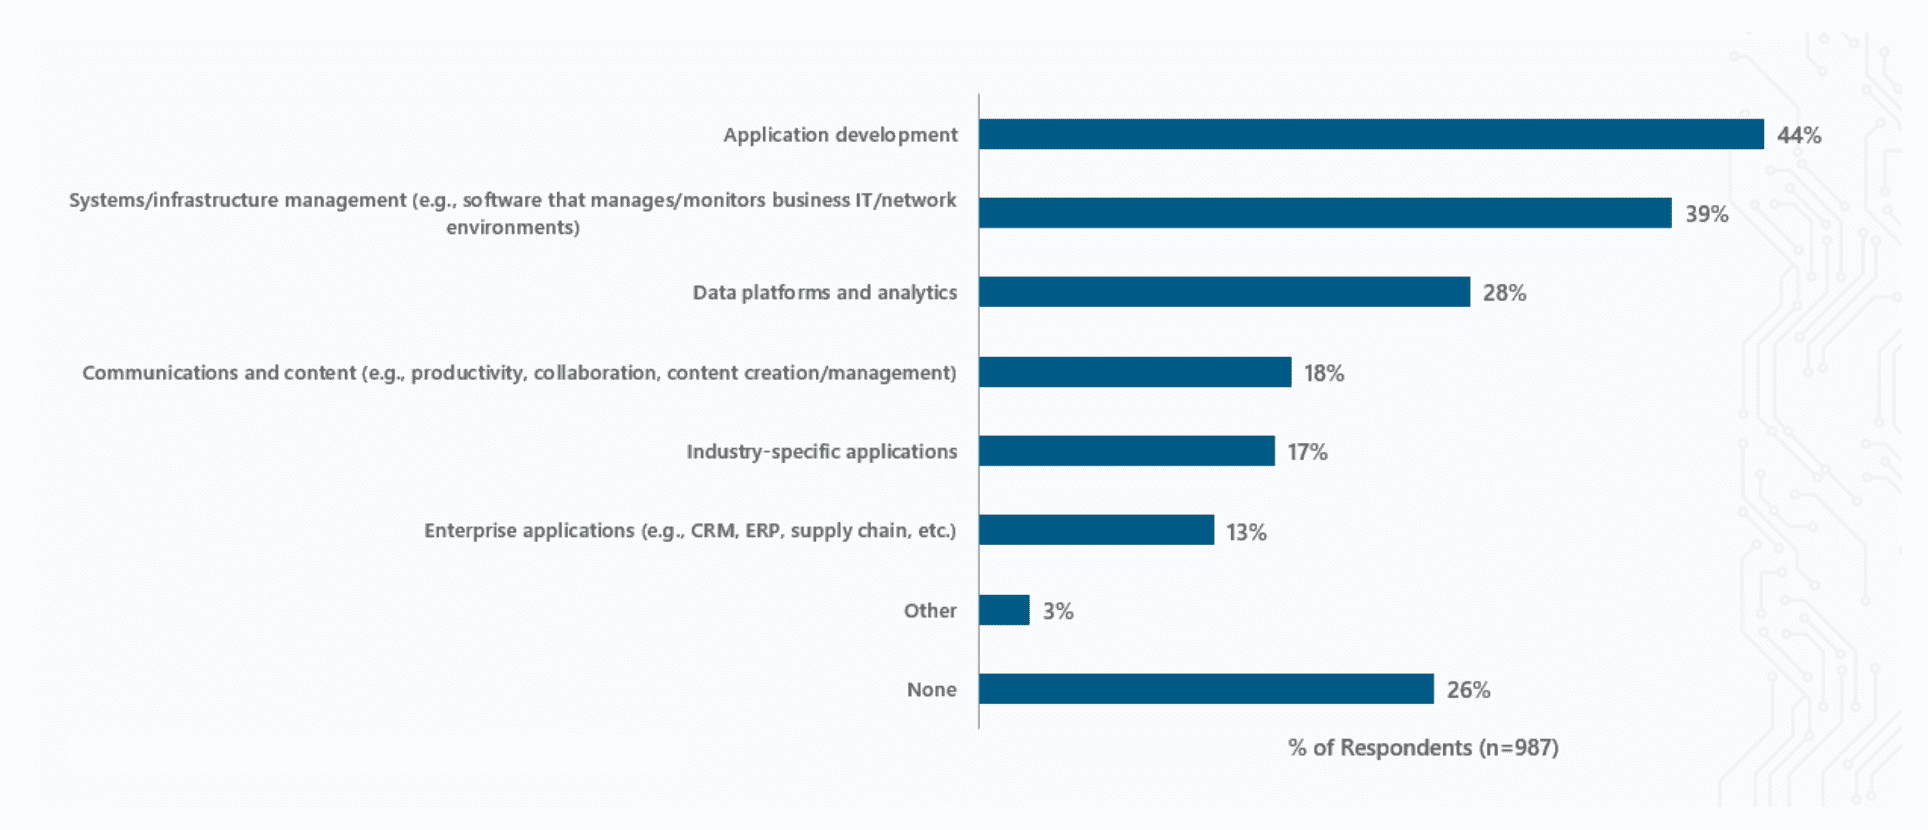 Application development
44%
Systems/infrastructure management (e.g., software that manages/monitors business IT/network
environments)
39%
Data platforms and analytics
28%
Communications and content (e.g., productivity, collaboration, content creation/management)
18%
Industry-specific applications
17%
Enterprise applications (e.g., CRM, ERP, supply chain, etc.)
13%
Other
3%
None
26%
% of Respondents (n=987)